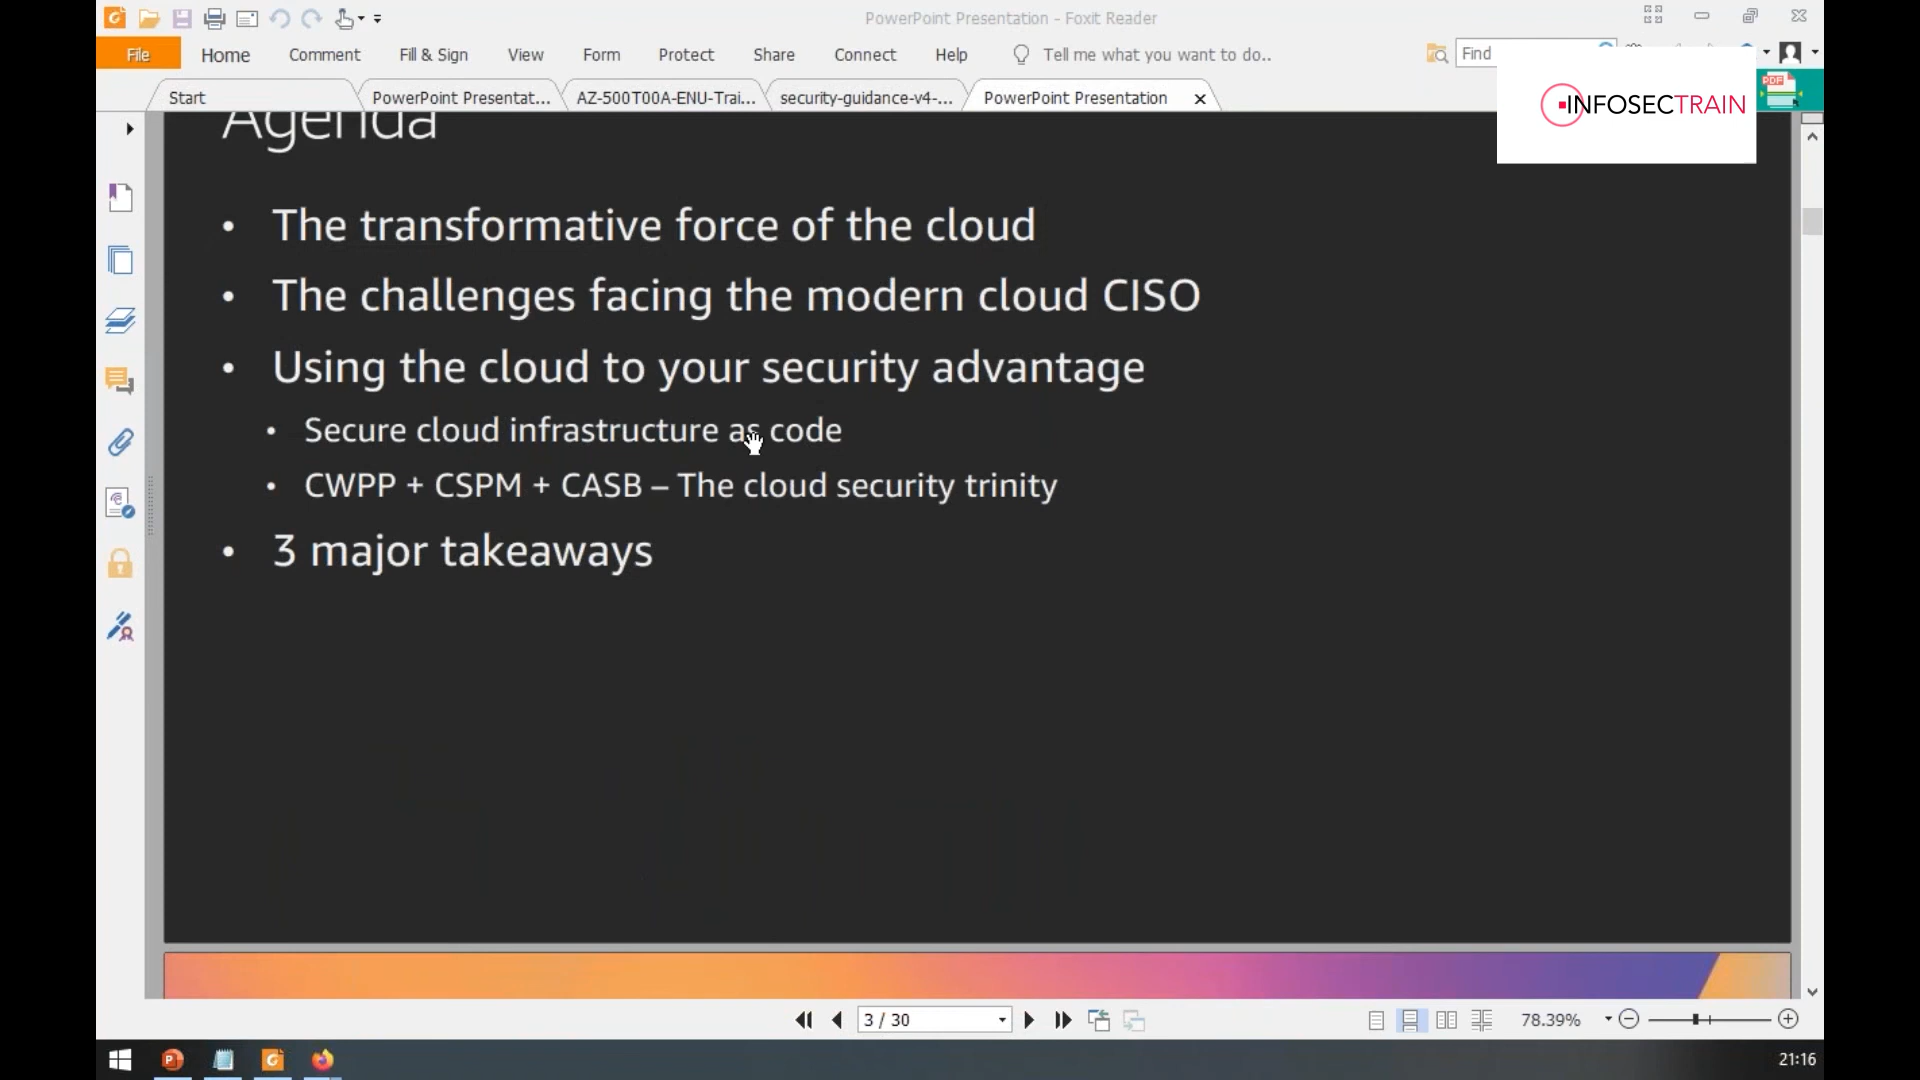 PowerPoint Presentation - Foxit Reader
File Home Comment Fill & Sign View Form Protect Share Connect Help Tell me what you want to do.. Find
INFOSECTRAIN
PDF
Start PowerPoint Presentat... AZ-500T00A-ENU-Trai... security-guidance-v4-... PowerPoint Presentation
Agenda
• The transformative force of the cloud
• The challenges facing the modern cloud CISO
• Using the cloud to your security advantage
• Secure cloud infrastructure as code
• CWPP + CSPM + CASB – The cloud security trinity
• 3 major takeaways
3 / 30
78.39%
21:16